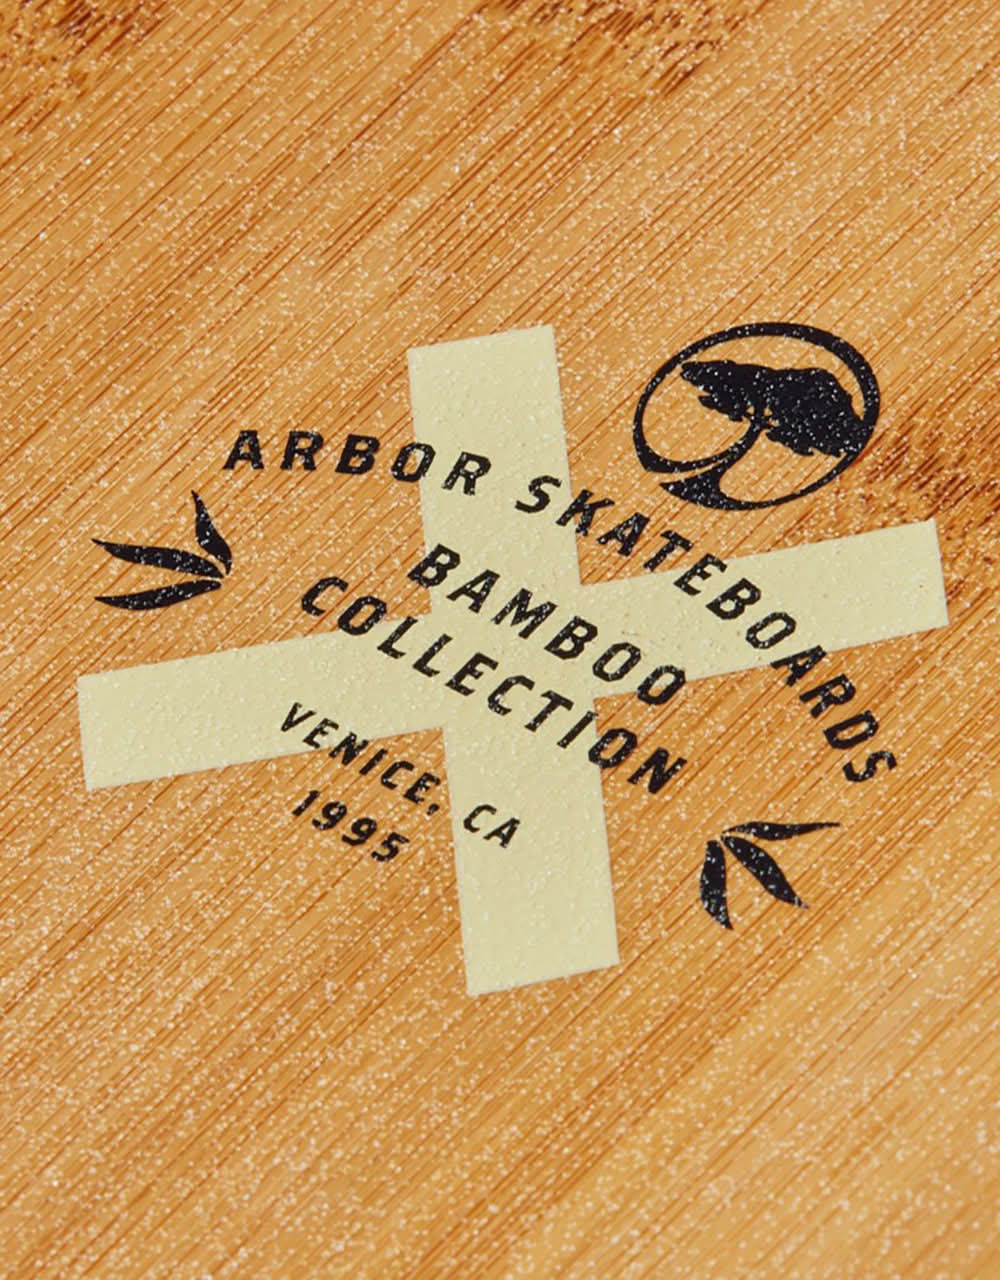 ARBOR SKATEBOARDS
BAMBOO
COLLECTION
VENICE, CA
1995